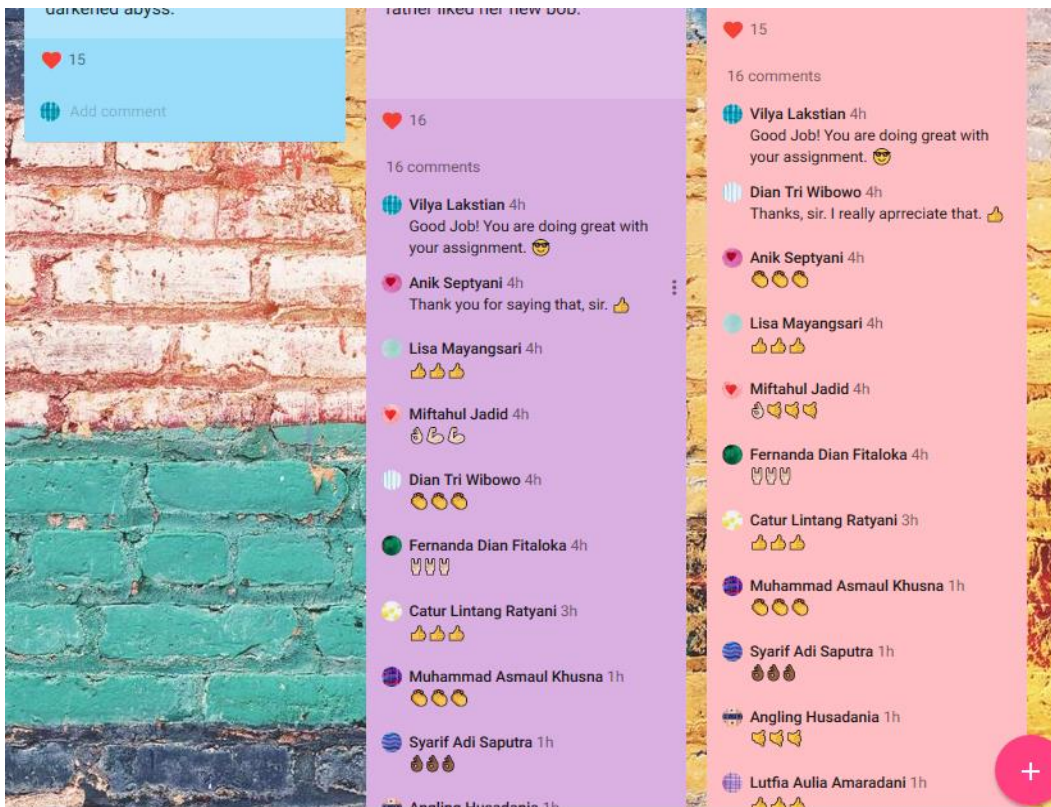 darkened abyss.
15
Add comment
rather liked her new bob.
16
16 comments
Vilya Lakstian 4h
Good Job! You are doing great with
your assignment. 😎
Anik Septyani 4h
Thank you for saying that, sir. 👍
Lisa Mayangsari 4h
👍👍👍
Miftahul Jadid 4h
👌💪💪
Dian Tri Wibowo 4h
👏👏👏
Fernanda Dian Fitaloka 4h
🤘🤘🤘
Catur Lintang Ratyani 3h
👍👍👍
Muhammad Asmaul Khusna 1h
👏👏👏
Syarif Adi Saputra 1h
👌👌👌
Angling Husadania 1h
15
16 comments
Vilya Lakstian 4h
Good Job! You are doing great with
your assignment. 😎
Dian Tri Wibowo 4h
Thanks, sir. I really aprreciate that. 👍
Anik Septyani 4h
👏👏👏
Lisa Mayangsari 4h
👍👍👍
Miftahul Jadid 4h
👌🤙🤙🤙
Fernanda Dian Fitaloka 4h
🤘🤘🤘
Catur Lintang Ratyani 3h
👍👍👍
Muhammad Asmaul Khusna 1h
👏👏👏
Syarif Adi Saputra 1h
👌👌👌
Angling Husadania 1h
🤙🤙🤙
Lutfia Aulia Amaradani 1h
👍👍👍